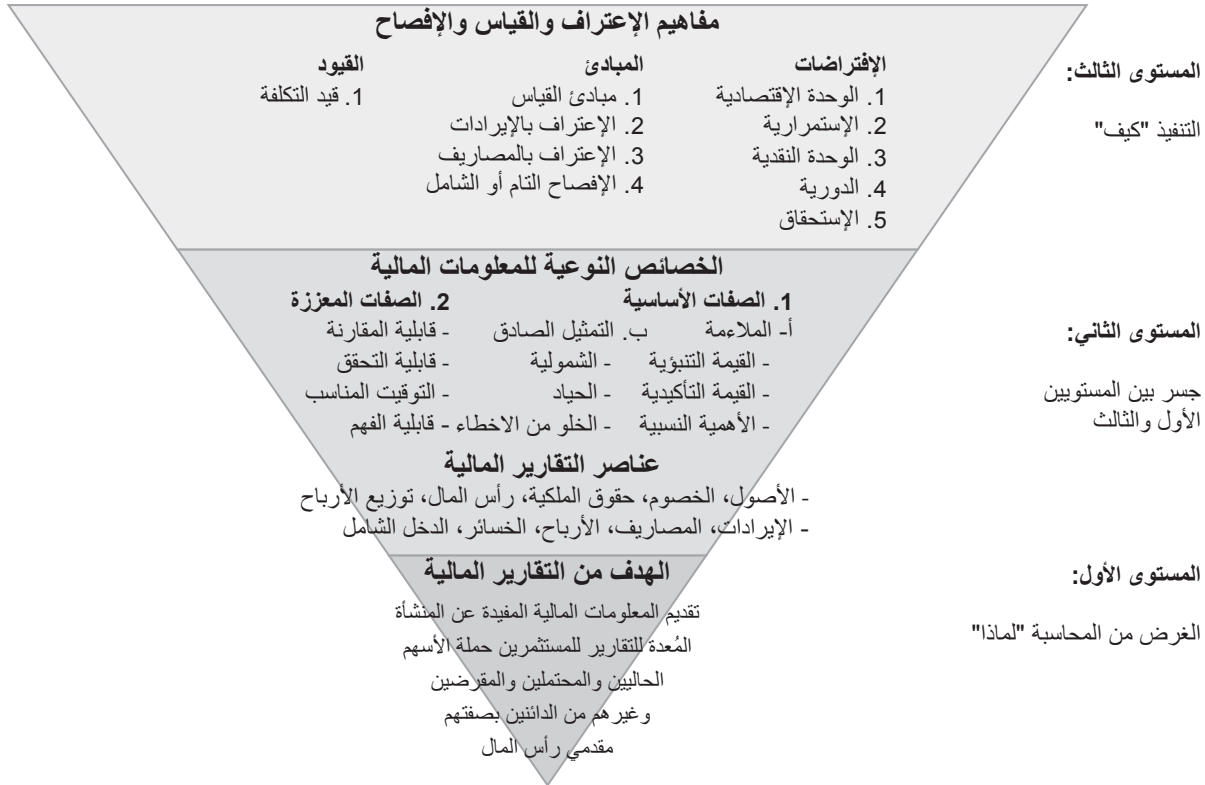 مفاهيم الإعتراف والقياس والإفصاح
المستوى الثالث:
التنفيذ "كيف"
الإفتراضات
1. الوحدة الإقتصادية
2. الإستمرارية
3. الوحدة النقدية
4. الدورية
5. الإستحقاق
المبادئ
1. مبادئ القياس
2. الإعتراف بالإيرادات
3. الإعتراف بالمصاريف
4. الإفصاح التام أو الشامل
القيود
1. قيد التكلفة
الخصائص النوعية للمعلومات المالية
المستوى الثاني:
جسر بين المستويين
الأول والثالث
1. الصفات الأساسية
أ- الملاءمة
- القيمة التنبؤية
- القيمة التأكيدية
- الأهمية النسبية
ب. التمثيل الصادق
- الشمولية
- الحياد
- الخلو من الاخطاء
2. الصفات المعززة
- قابلية المقارنة
- قابلية التحقق
- التوقيت المناسب
- قابلية الفهم
عناصر التقارير المالية
- الأصول، الخصوم، حقوق الملكية، رأس المال، توزيع الأرباح
- الإيرادات، المصاريف، الأرباح، الخسائر، الدخل الشامل
الهدف من التقارير المالية
المستوى الأول:
الغرض من المحاسبة "لماذا"
تقديم المعلومات المالية المفيدة عن المنشأة
المُعدة للتقارير للمستثمرين حملة الأسهم
الحاليين والمحتملين والمقرضين
وغيرهم من الدائنين بصفتهم
مقدمي رأس المال